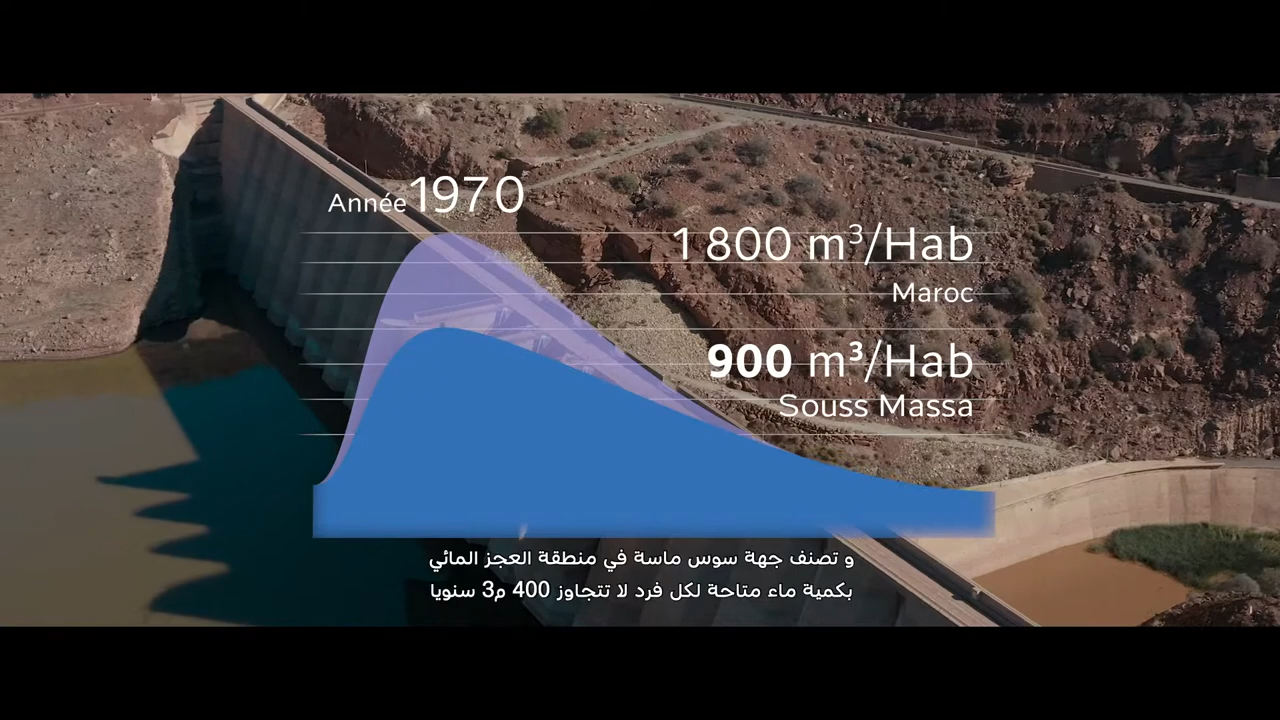 Année 1970
1 800 m³/Hab
Maroc
900 m³/Hab
Souss Massa
و تصنف جهة سوس ماسة في منطقة العجز المائي
بكمية ماء متاحة لكل فرد لا تتجاوز 400 م3 سنويا